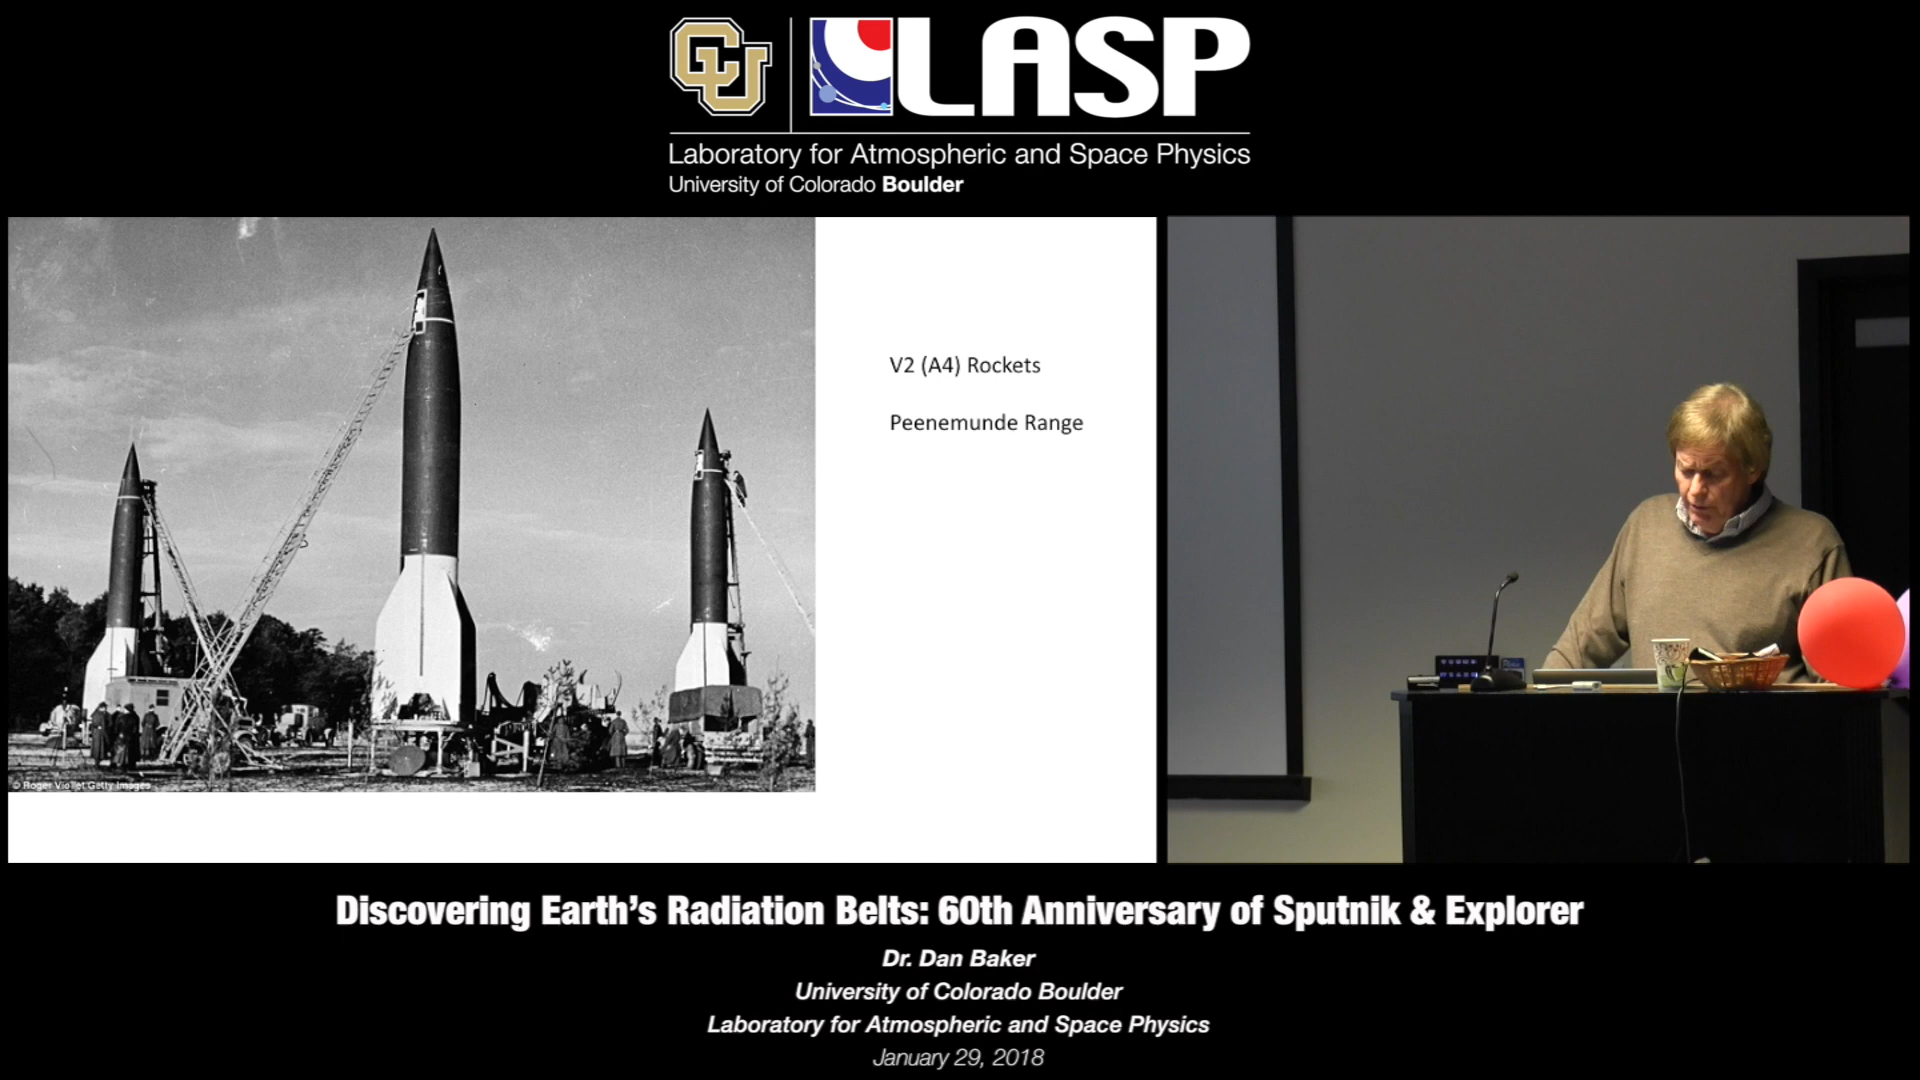 CU
LASP
Laboratory for Atmospheric and Space Physics
University of Colorado Boulder
V2 (A4) Rockets
Peenemunde Range
© Roger Viollet Getty Images
Discovering Earth’s Radiation Belts: 60th Anniversary of Sputnik & Explorer
Dr. Dan Baker
University of Colorado Boulder
Laboratory for Atmospheric and Space Physics
January 29, 2018